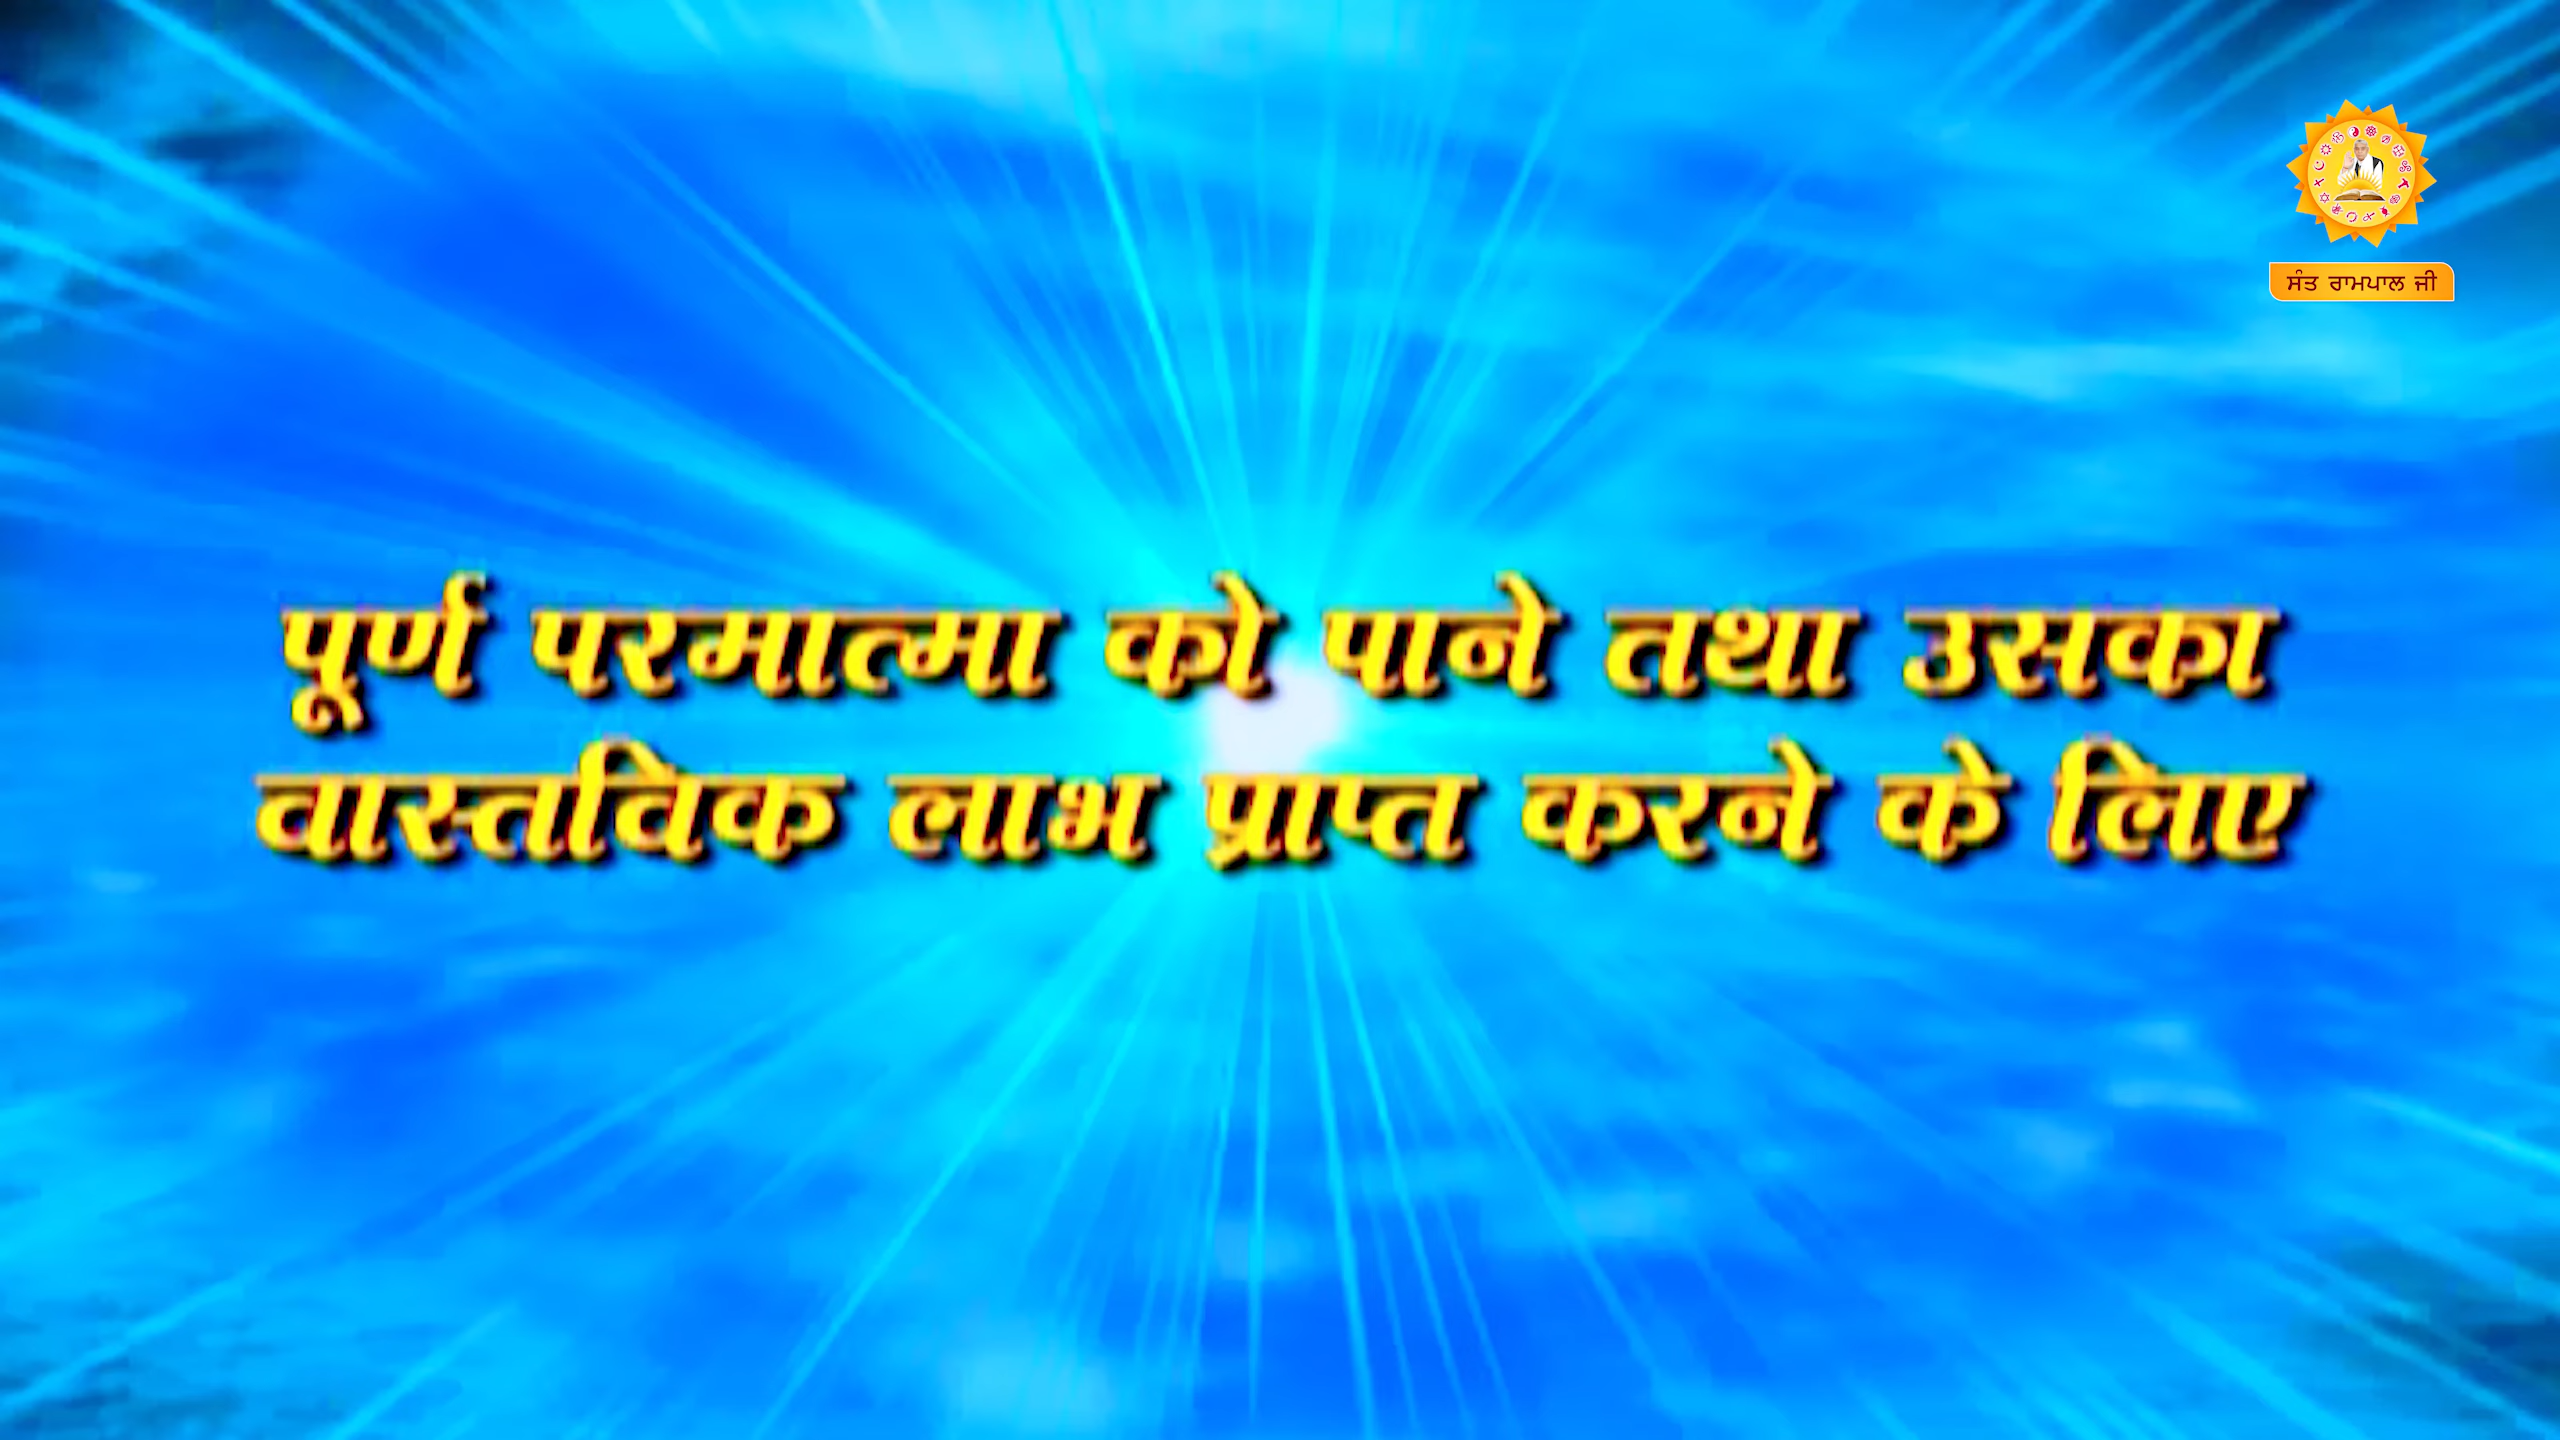 ਸੰਤ ਰਾਮਪਾਲ ਜੀ
पूर्ण परमात्मा को पाने तथा उसका
वास्तविक लाभ प्राप्त करने के लिए